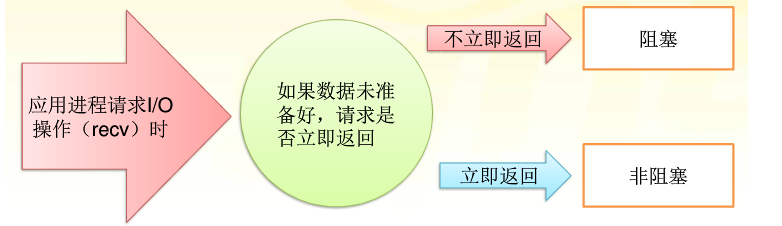 应用进程请求I/O
操作（recv）时
如果数据未准
备好，请求是
否立即返回
不立即返回
阻塞
立即返回
非阻塞